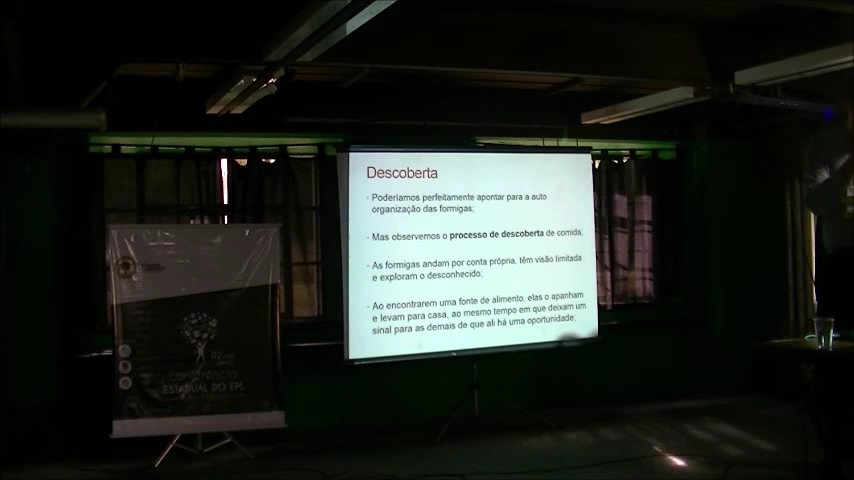 Descoberta
Poderíamos perfeitamente apontar para a auto
organização das formigas;
Mas observemos o processo de descoberta de comida;
As formigas andam por conta própria, têm visão limitada
e exploram o desconhecido;
Ao encontrarem uma fonte de alimento, elas o apanham
e levam para casa, ao mesmo tempo em que deixam um
sinal para as demais de que ali há uma oportunidade;
conferência
ESTADUAL DO EPL